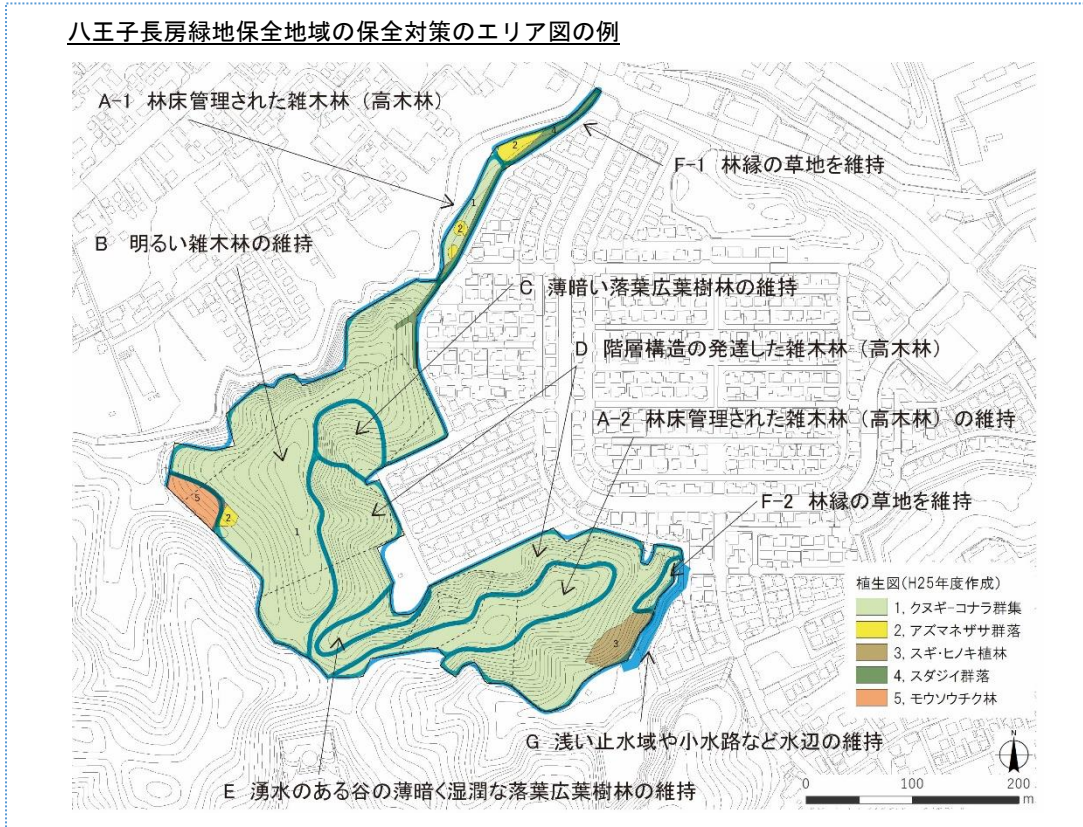 八王子長房緑地保全地域の保全対策のエリア図の例
A-1 林床管理された雑木林（高木林）
F-1 林縁の草地を維持
B 明るい雑木林の維持
C 薄暗い落葉広葉樹林の維持
D 階層構造の発達した雑木林（高木林）
A-2 林床管理された雑木林（高木林）の維持
F-2 林縁の草地を維持
G 浅い止水域や小水路など水辺の維持
E 湧水のある谷の薄暗く湿潤な落葉広葉樹林の維持
2
4
1
2
5
2
1
3
植生図(H25年度作成)
1, クヌギ-コナラ群集
2, アズマネザサ群落
3, スギ・ヒノキ植林
4, スダジイ群落
5, モウソウチク林
N
0 100 200
m